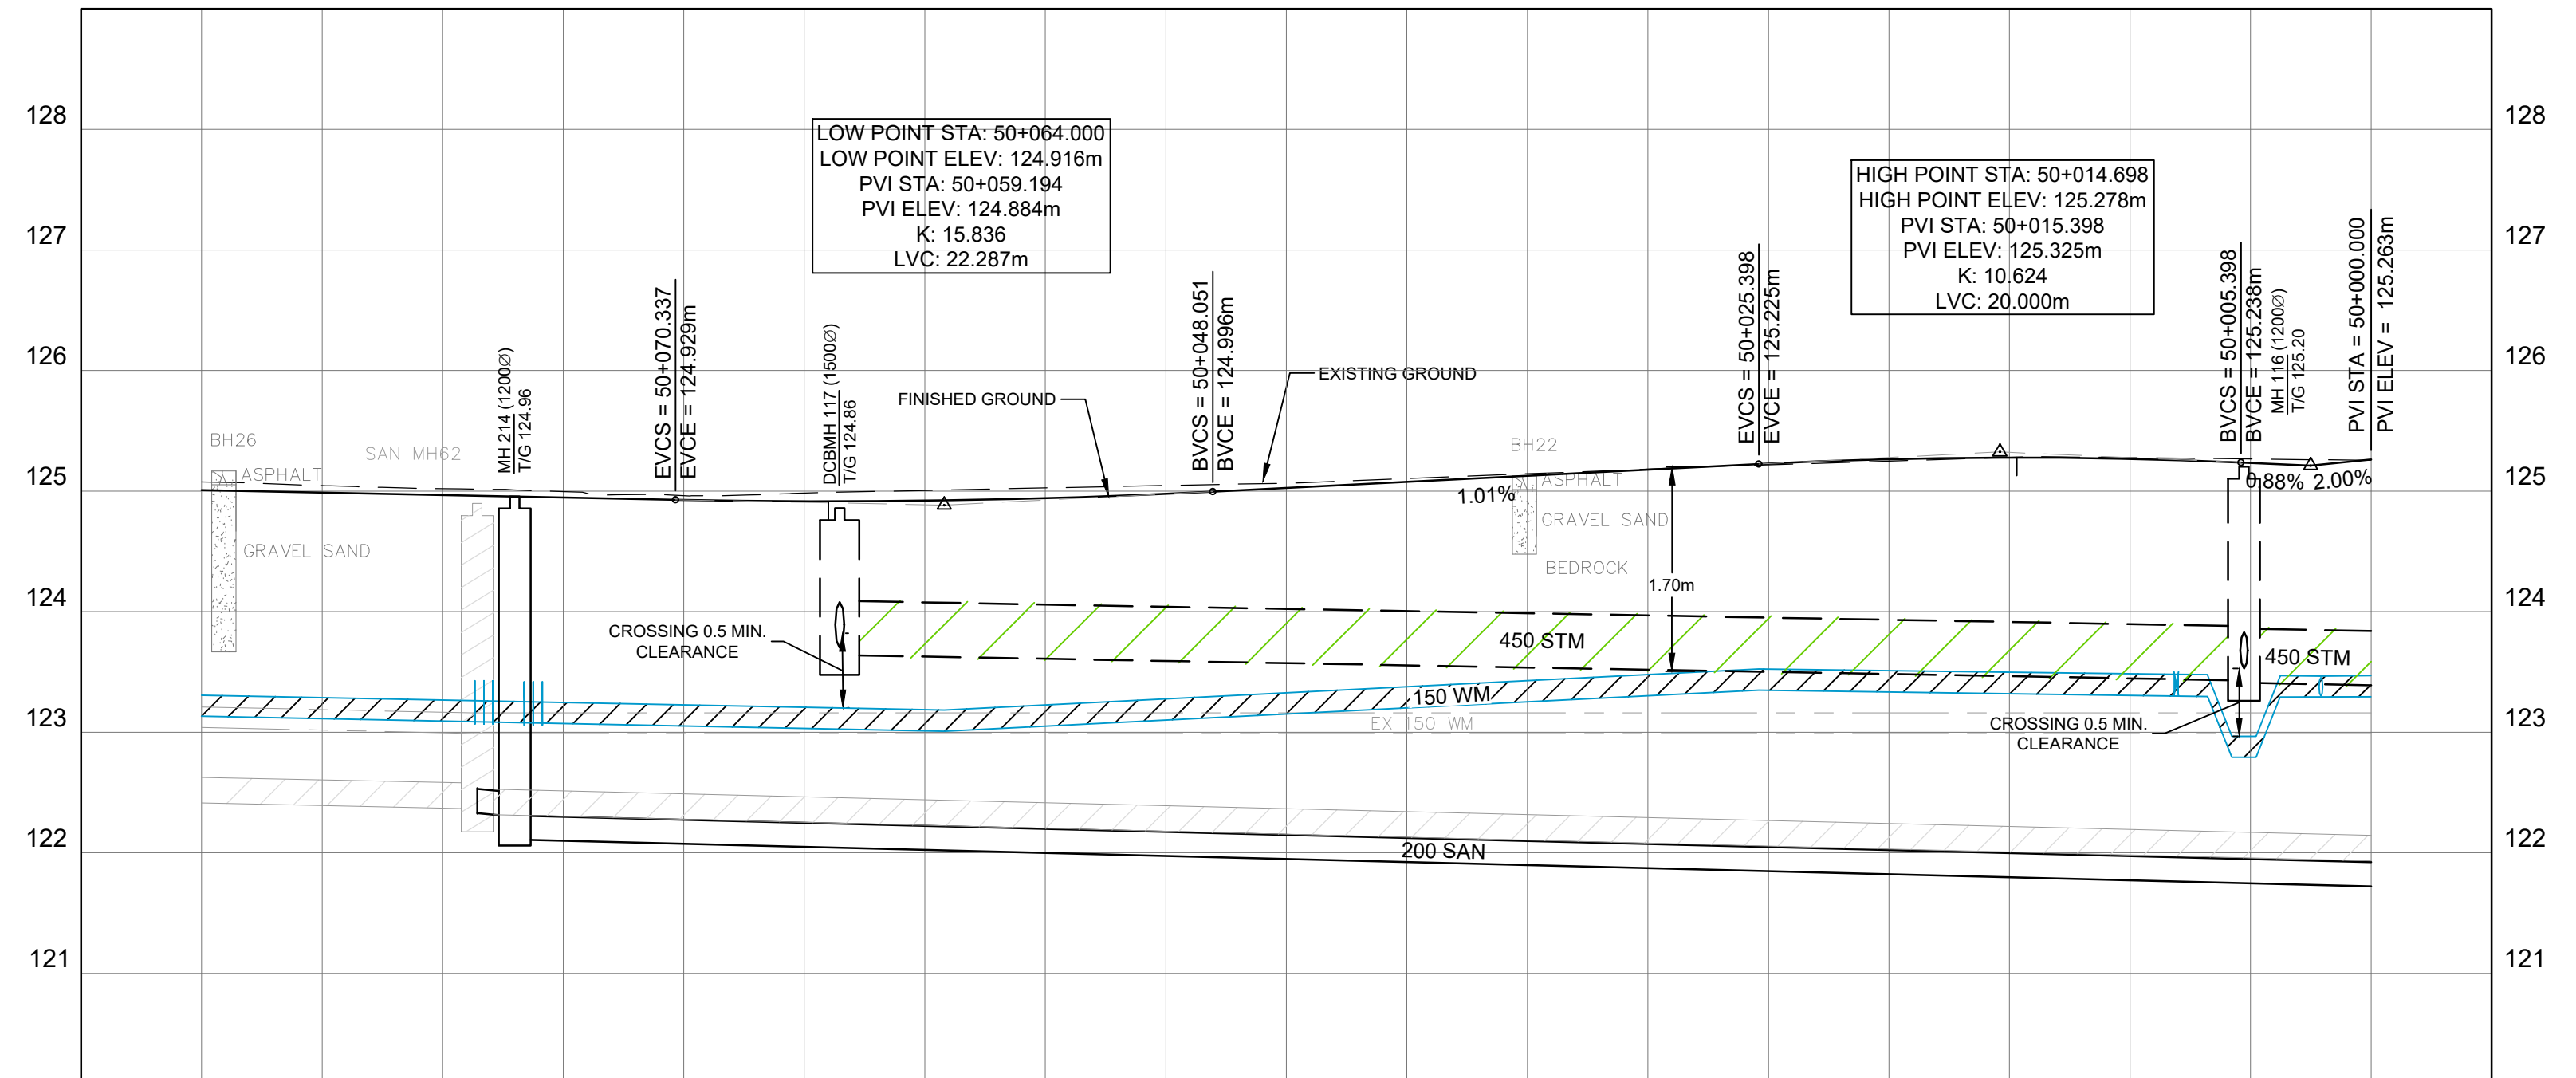 128
128
LOW POINT STA: 50+064.000
LOW POINT ELEV: 124.916m
PVI STA: 50+059.194
PVI ELEV: 124.884m
K: 15.836
LVC: 22.287m
HIGH POINT STA: 50+014.698
HIGH POINT ELEV: 125.278m
PVI STA: 50+015.398
PVI ELEV: 125.325m
K: 10.624
LVC: 20.000m
127
127
EVCS = 50+070.337
EVCE = 124.929m
BVCS = 50+048.051
BVCE = 124.996m
EVCS = 50+025.398
EVCE = 125.225m
BVCS = 50+005.398
BVCE = 125.238m
MH 116 (1200Ø)
T/G 125.20
PVI STA = 50+000.000
PVI ELEV = 125.263m
126
126
MH 214 (1200Ø)
T/G 124.96
DCBMH 117 (1500Ø)
T/G 124.86
EXISTING GROUND
FINISHED GROUND
BH26
SAN MH62
BH22
125
125
ASPHALT
ASPHALT
1.01%
0.88%
2.00%
GRAVEL SAND
GRAVEL SAND
BEDROCK
1.70m
124
124
CROSSING 0.5 MIN.
CLEARANCE
450 STM
450 STM
150 WM
EX 150 WM
123
123
CROSSING 0.5 MIN.
CLEARANCE
122
122
200 SAN
121
121